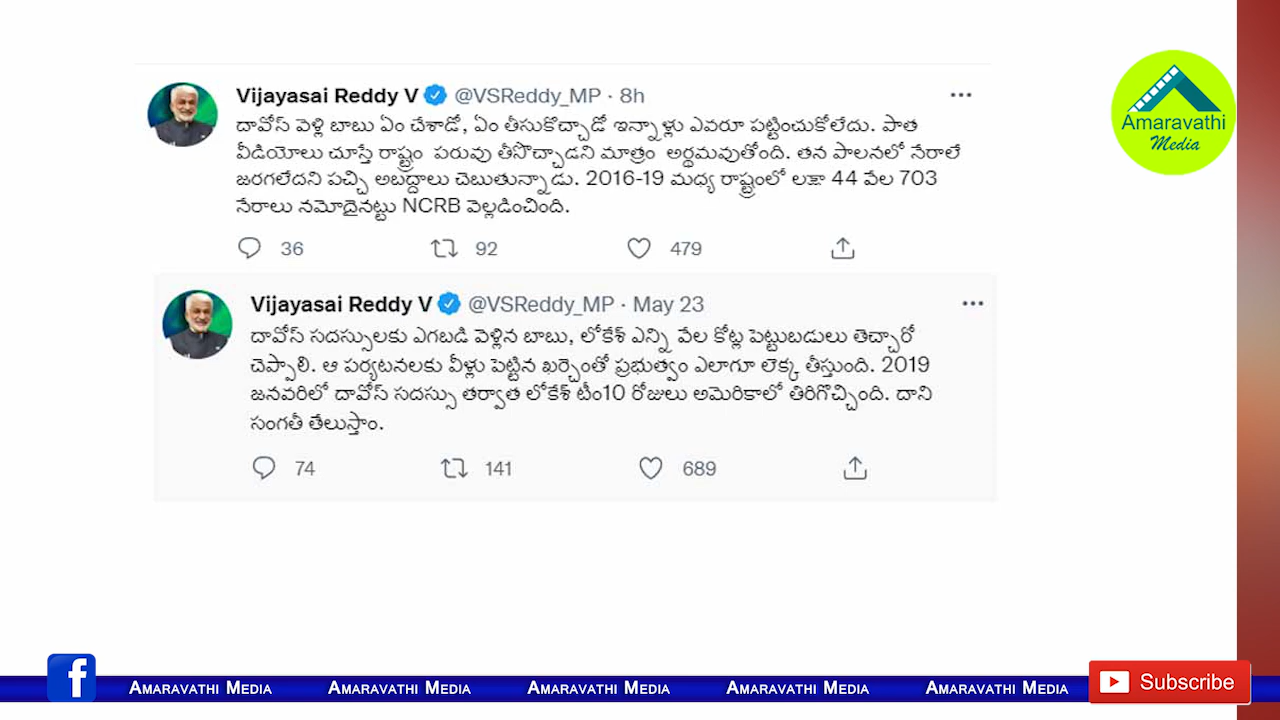 Vijayasai Reddy V @VSReddy_MP · 8h
దావోస్ వెళ్లి బాబు ఏం చేశాడో, ఏం తీసుకొచ్చాడో ఇన్నాళ్లు ఎవరూ పట్టించుకోలేదు. పాత
వీడియోలు చూస్తే రాష్ట్రం పరువు తీసొచ్చాడని మాత్రం అర్ధమవుతోంది. తన పాలనలో నేరాలే
జరగలేదని పచ్చి అబద్దాలు చెబుతున్నాడు. 2016-19 మధ్య రాష్ట్రంలో లక్షా 44 వేల 703
నేరాలు నమోదైనట్టు NCRB వెల్లడించింది.
36 92 479
Vijayasai Reddy V @VSReddy_MP · May 23
దావోస్ సదస్సులకు ఎగబడి వెళ్లిన బాబు, లోకేశ్ ఎన్ని వేల కోట్ల పెట్టుబడులు తెచ్చారో
చెప్పాలి. ఆ పర్యటనలకు వీళ్లు పెట్టిన ఖర్చెంతో ప్రభుత్వం ఎలాగూ లెక్క తీస్తుంది. 2019
జనవరిలో దావోస్ సదస్సు తర్వాత లోకేశ్ టీం10 రోజులు అమెరికాలో తిరిగొచ్చింది. దాని
సంగతీ తేలుస్తాం.
74 141 689
Amaravathi
Media
f AMARAVATHI MEDIA AMARAVATHI MEDIA AMARAVATHI MEDIA AMARAVATHI MEDIA AMARAVATHI MEDIA Subscribe